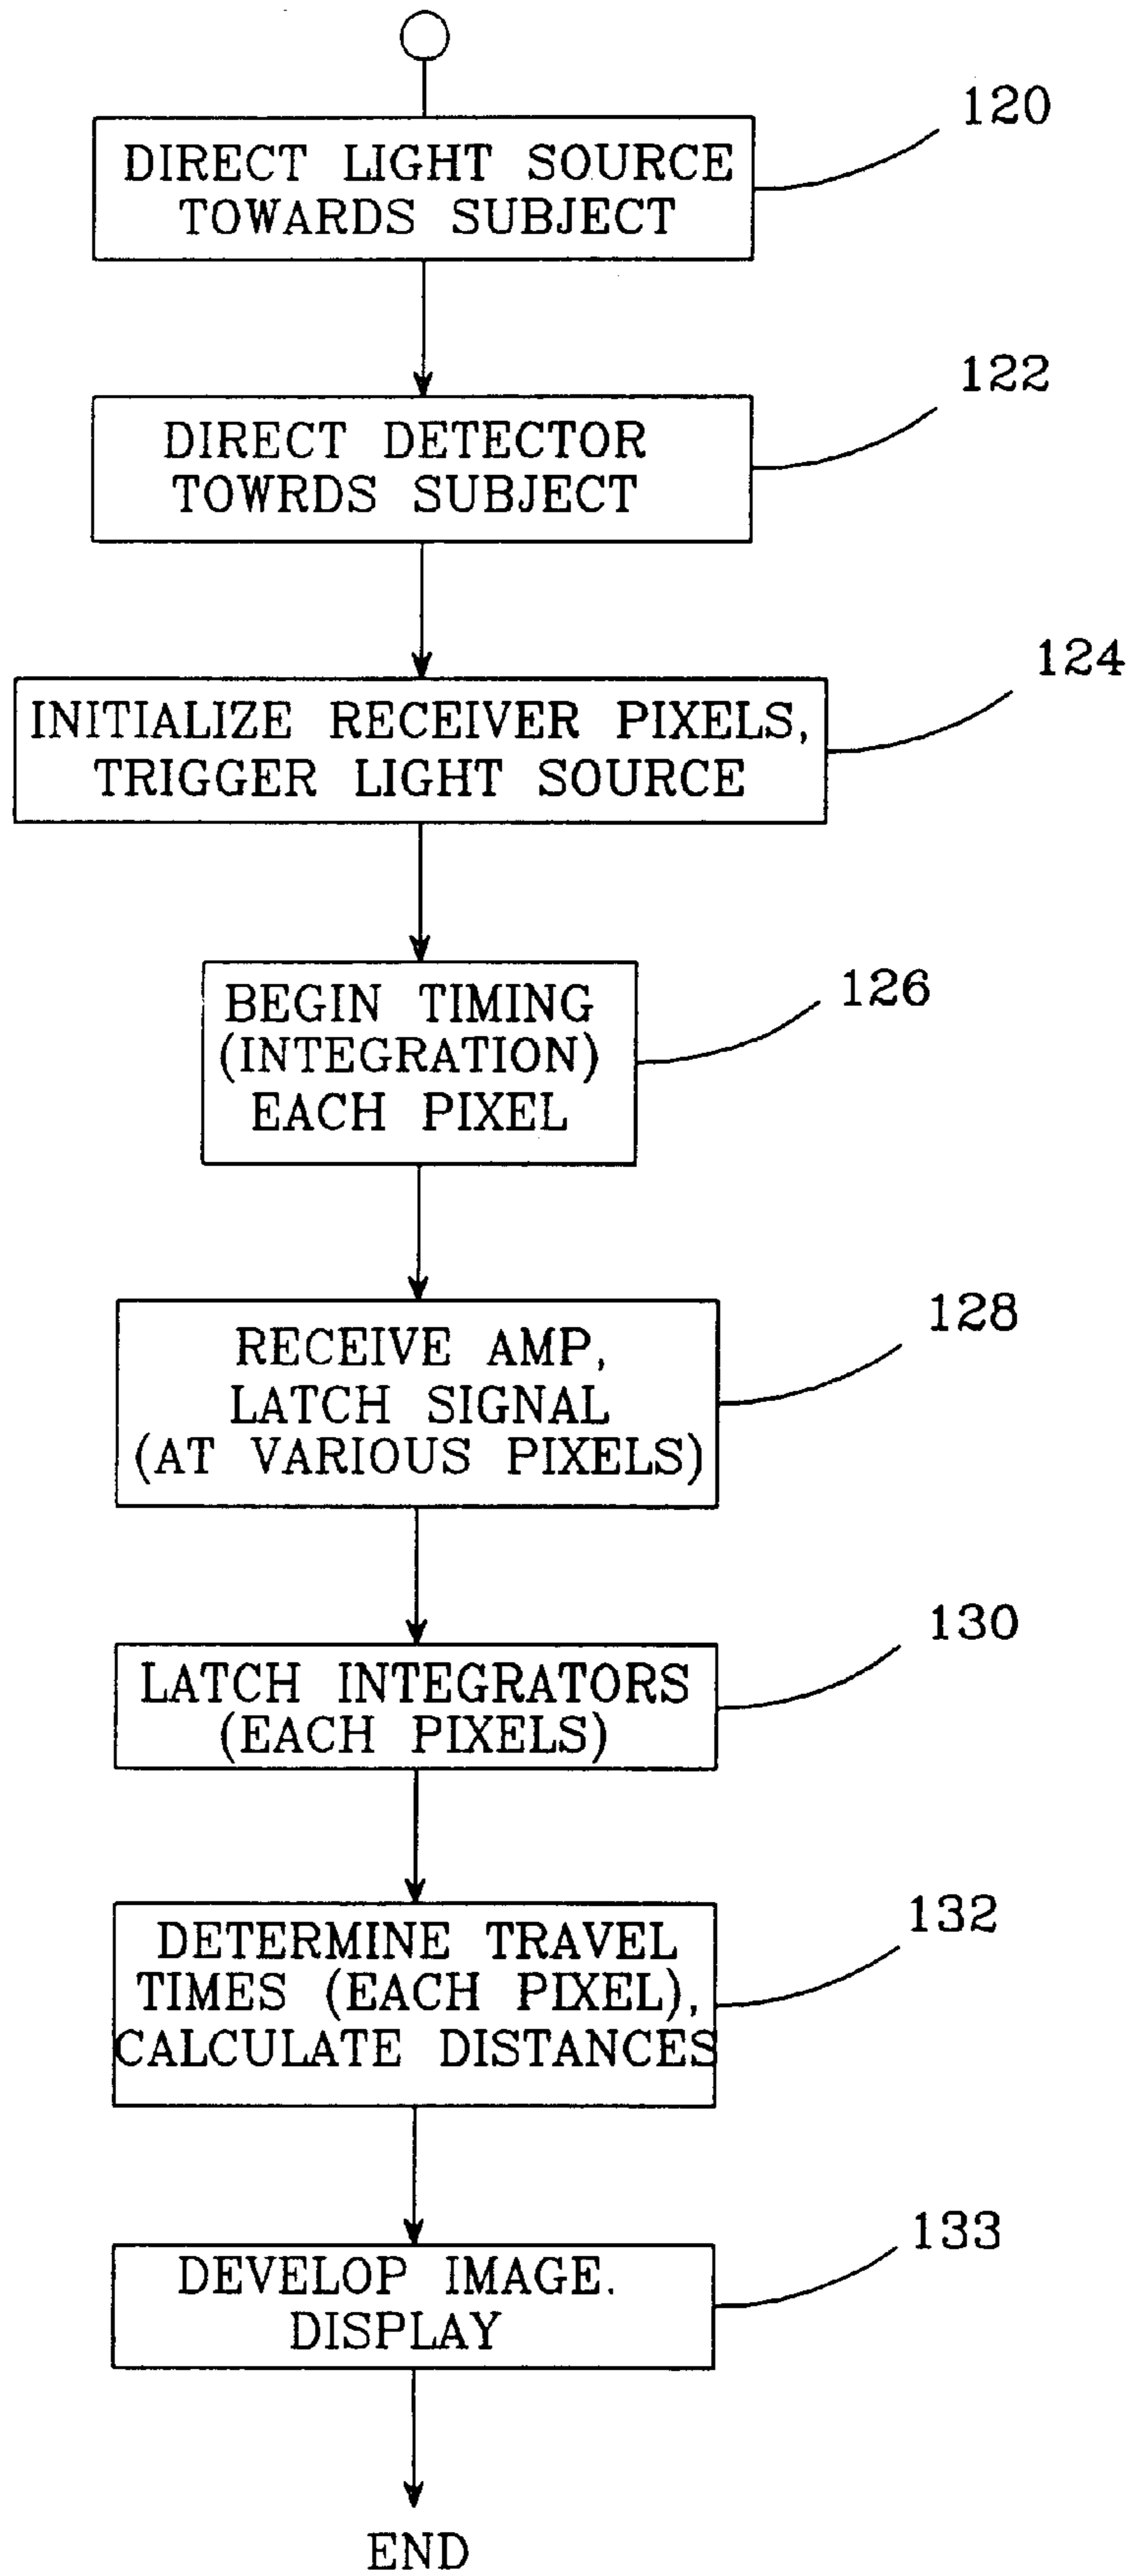 120
DIRECT LIGHT SOURCE
TOWARDS SUBJECT
122
DIRECT DETECTOR
TOWRDS SUBJECT
124
INITIALIZE RECEIVER PIXELS,
TRIGGER LIGHT SOURCE
126
BEGIN TIMING
(INTEGRATION)
EACH PIXEL
128
RECEIVE AMP,
LATCH SIGNAL
(AT VARIOUS PIXELS)
130
LATCH INTEGRATORS
(EACH PIXELS)
132
DETERMINE TRAVEL
TIMES (EACH PIXEL),
CALCULATE DISTANCES
133
DEVELOP IMAGE.
DISPLAY
END